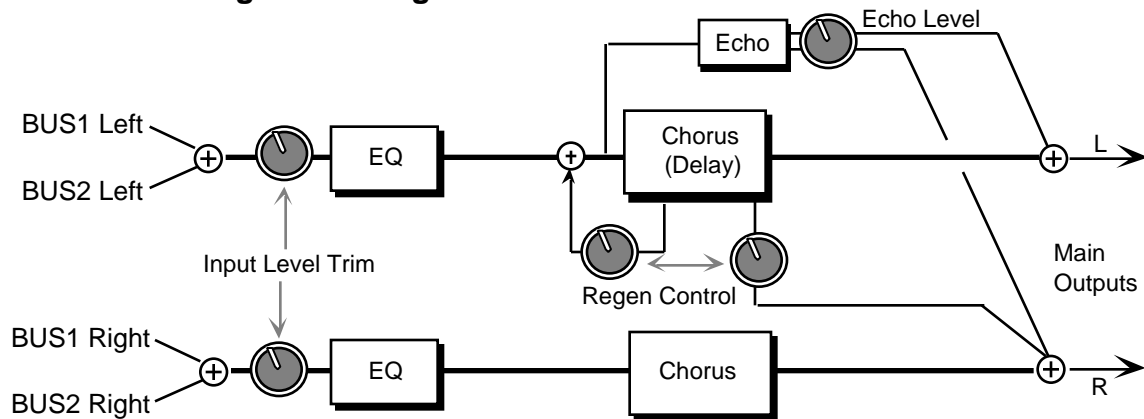 Echo Level
Echo
BUS1 Left
BUS2 Left
EQ
Chorus
(Delay)
L
Input Level Trim
Regen Control
Main
Outputs
BUS1 Right
BUS2 Right
EQ
Chorus
R